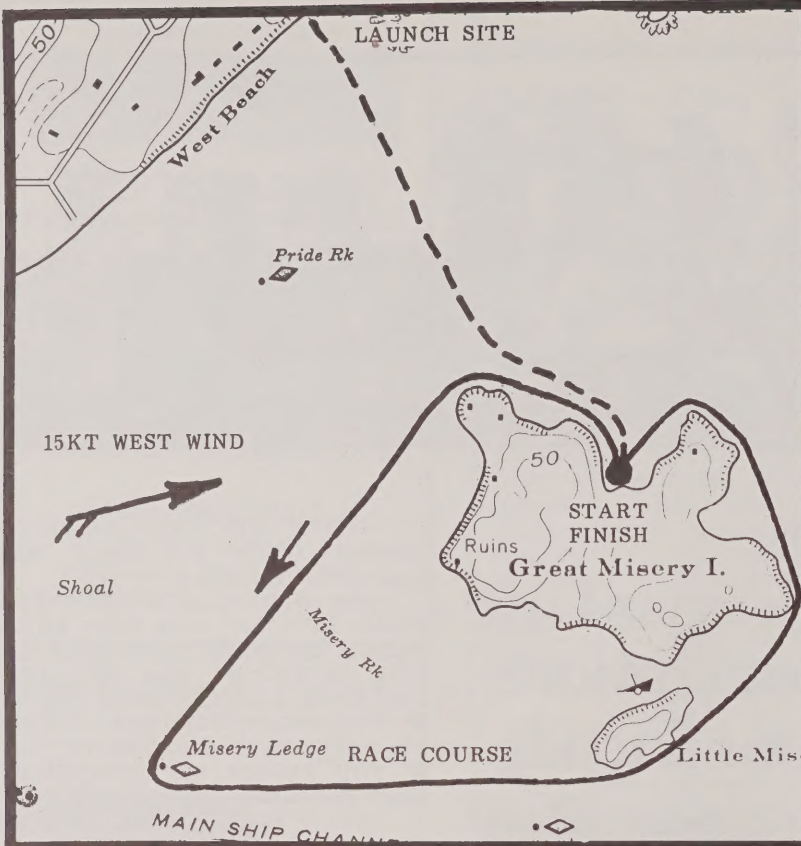 50
LAUNCH SITE
West Beach
Pride Rk
15KT WEST WIND
50
START
FINISH
Ruins
Great Misery I.
Shoal
Misery Rk
Misery Ledge
RACE COURSE
Little
MAIN SHIP